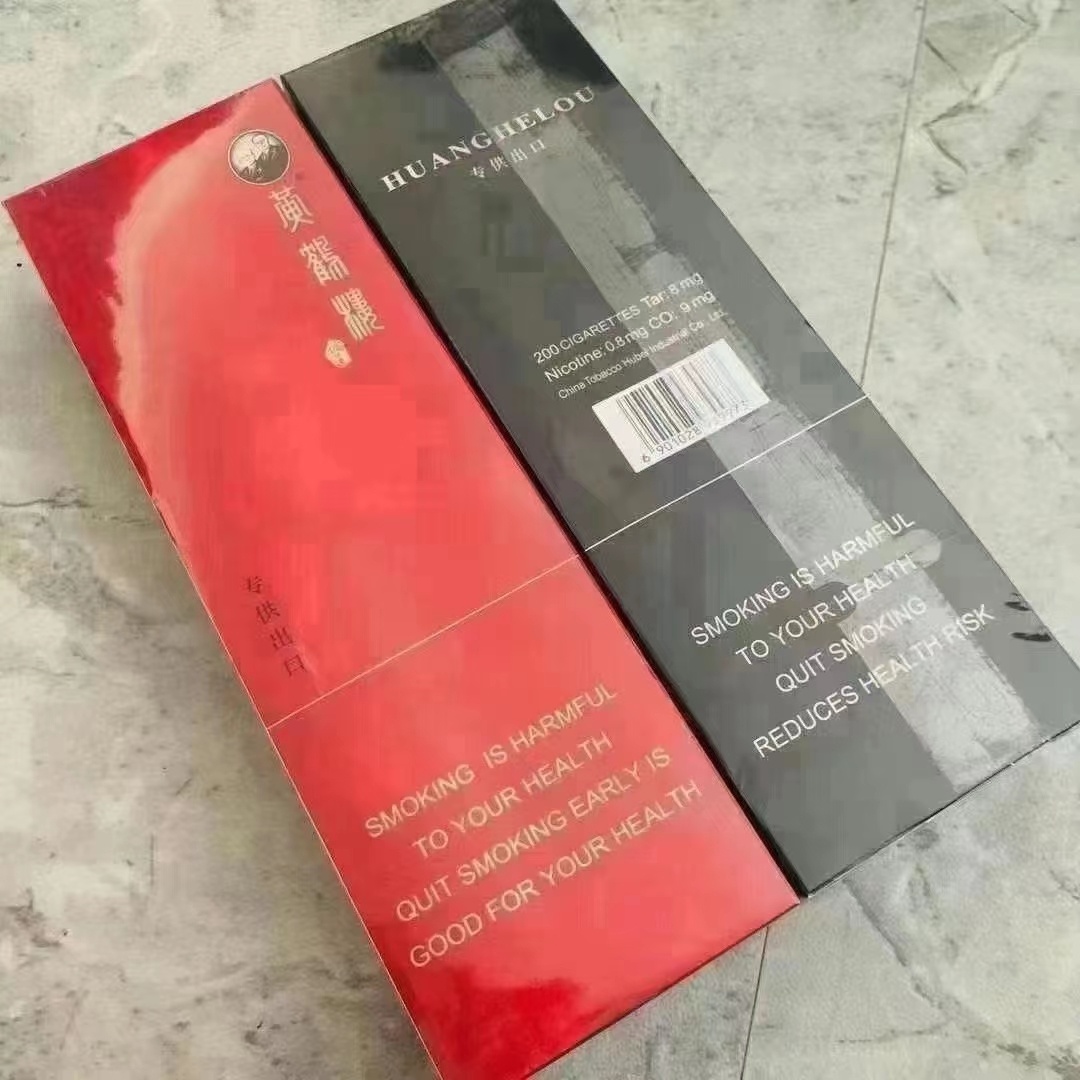 黄鹤楼
专供出口
SMOKING IS HARMFUL
TO YOUR HEALTH
QUIT SMOKING EARLY IS
GOOD FOR YOUR HEALTH
HUANGHELOU
专供出口
200 CIGARETTES Tar: 8 mg
Nicotine: 0.8 mg CO: 9 mg
China Tobacco Hubei Industrial Co., Ltd.
6 901028
SMOKING IS HARMFUL
TO YOUR HEALTH
QUIT SMOKING
REDUCES HEALTH RISK